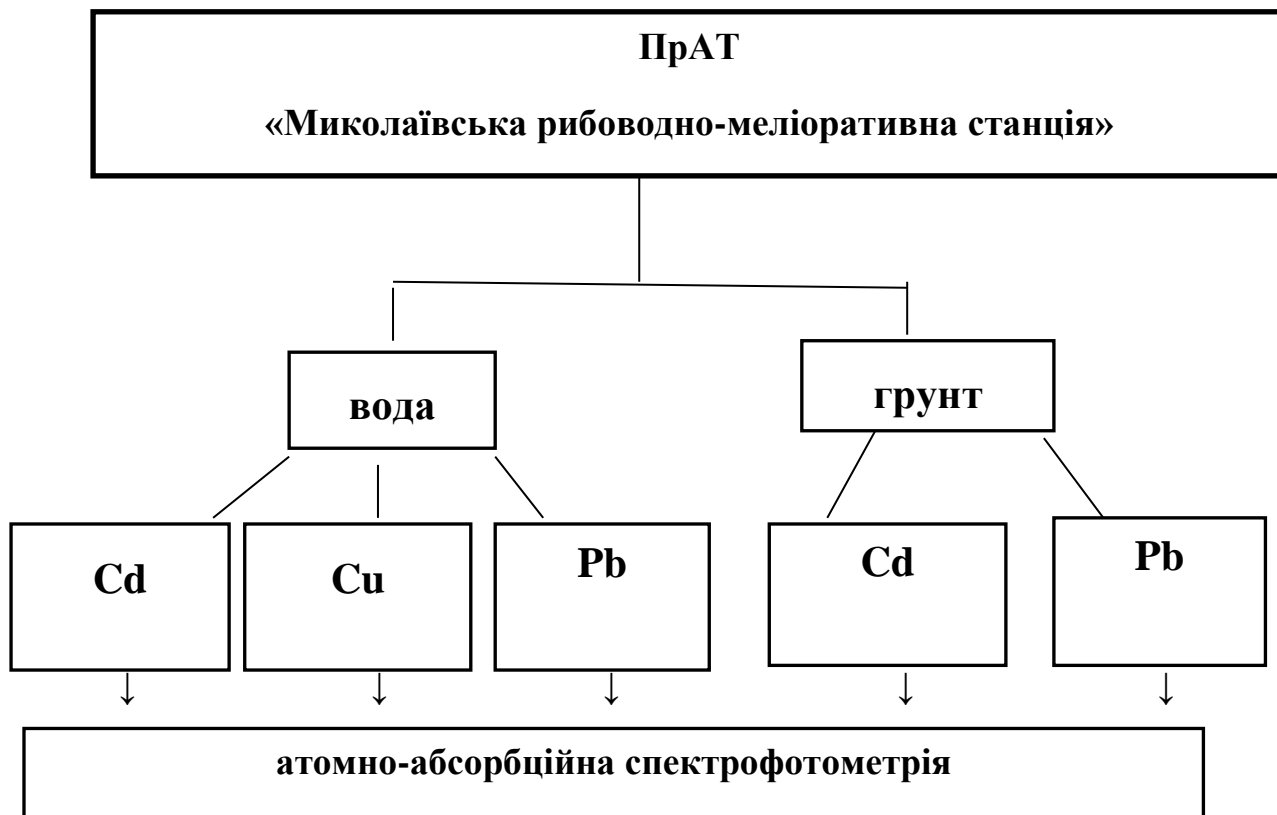 ПрАТ
«Миколаївська рибоводно-меліоративна станція»
вода
грунт
Cd
Cu
Pb
Cd
Pb
↓ ↓ ↓ ↓ ↓
атомно-абсорбційна спектрофотометрія